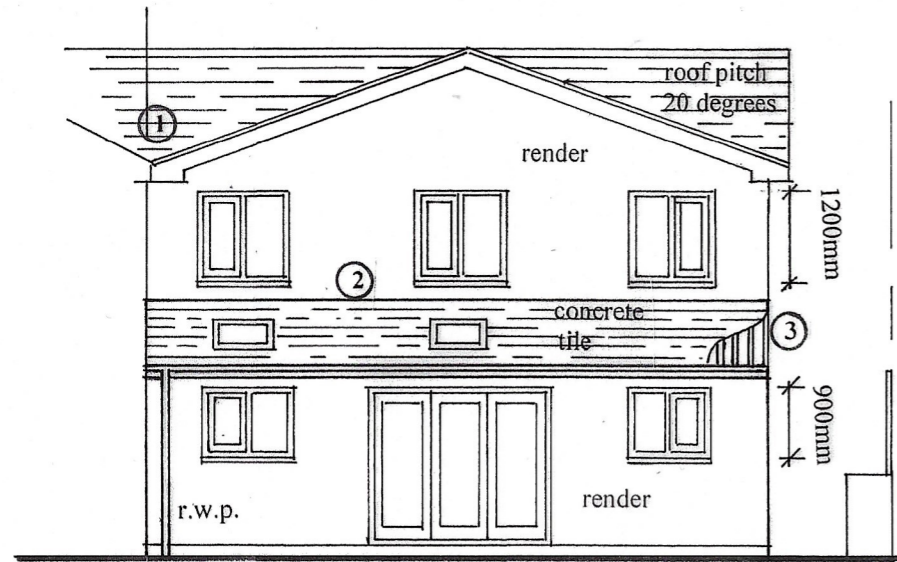 roof pitch
20 degrees
1
render
1200mm
2
concrete
tile
3
900mm
r.w.p.
render